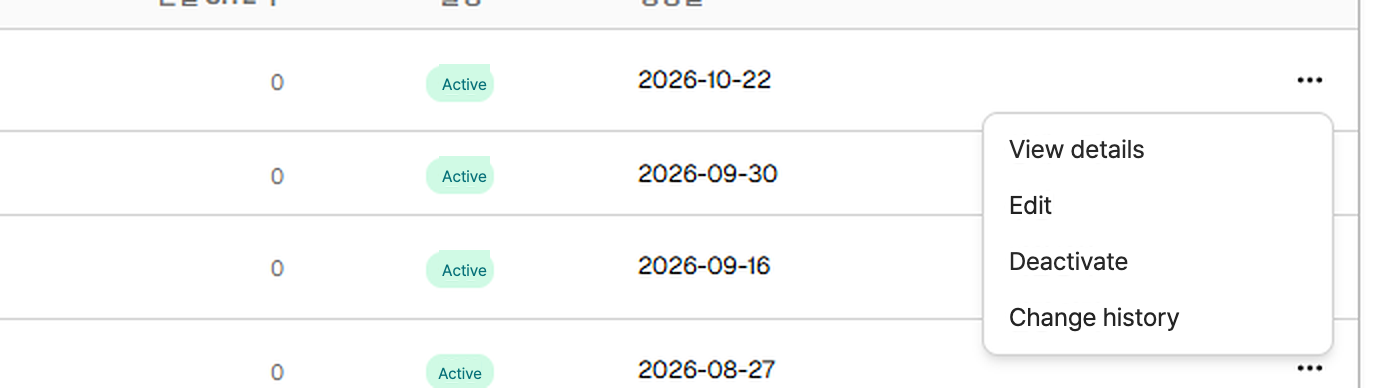 0 Active 2026-10-22
View details
0 Active 2026-09-30
Edit
0 Active 2026-09-16
Deactivate
Change history
0 Active 2026-08-27